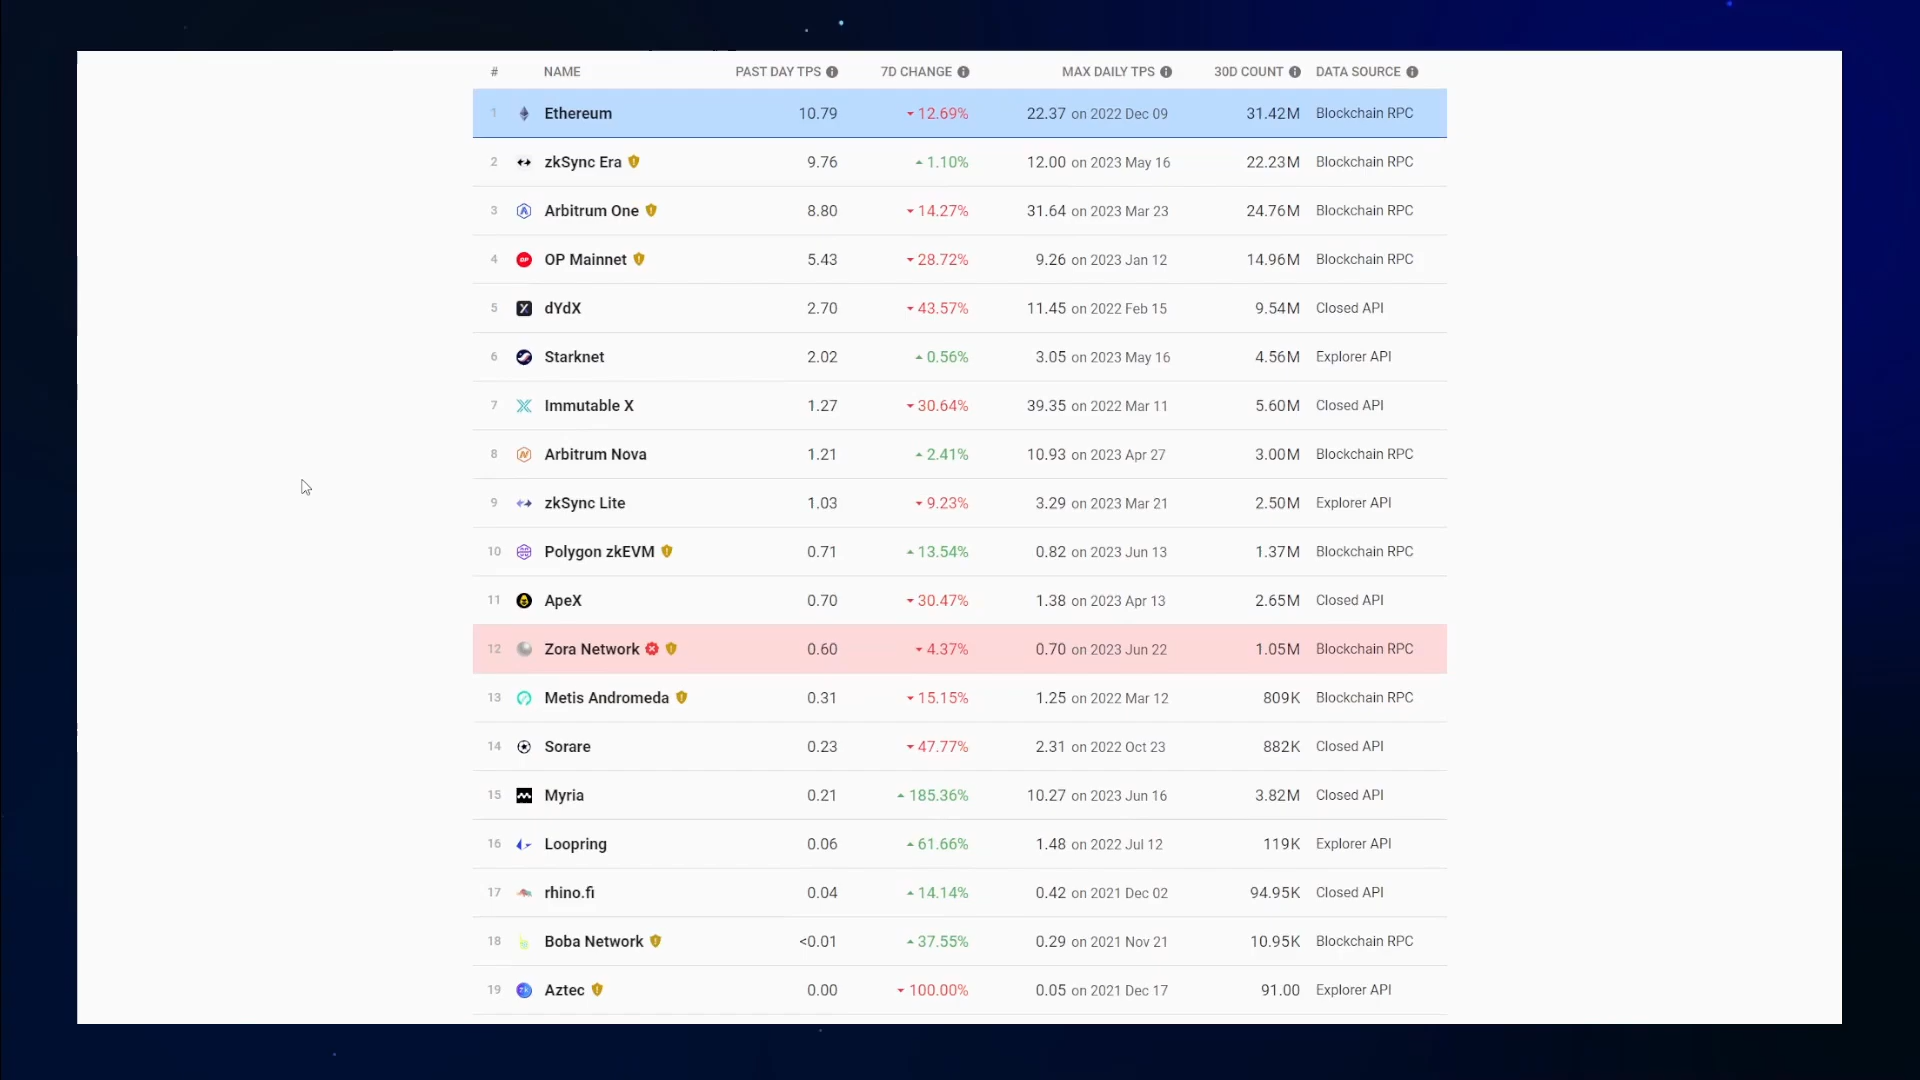 # NAME PAST DAY TPS 7D CHANGE MAX DAILY TPS 30D COUNT DATA SOURCE
1 Ethereum 10.79 12.69% 22.37 on 2022 Dec 09 31.42M Blockchain RPC
2 zkSync Era 9.76 1.10% 12.00 on 2023 May 16 22.23M Blockchain RPC
3 Arbitrum One 8.80 14.27% 31.64 on 2023 Mar 23 24.76M Blockchain RPC
4 OP OP Mainnet 5.43 28.72% 9.26 on 2023 Jan 12 14.96M Blockchain RPC
5 dYdX 2.70 43.57% 11.45 on 2022 Feb 15 9.54M Closed API
6 Starknet 2.02 0.56% 3.05 on 2023 May 16 4.56M Explorer API
7 Immutable X 1.27 30.64% 39.35 on 2022 Mar 11 5.60M Closed API
8 Arbitrum Nova 1.21 2.41% 10.93 on 2023 Apr 27 3.00M Blockchain RPC
9 zkSync Lite 1.03 9.23% 3.29 on 2023 Mar 21 2.50M Explorer API
10 Polygon zkEVM 0.71 13.54% 0.82 on 2023 Jun 13 1.37M Blockchain RPC
11 ApeX 0.70 30.47% 1.38 on 2023 Apr 13 2.65M Closed API
12 Zora Network 0.60 4.37% 0.70 on 2023 Jun 22 1.05M Blockchain RPC
13 Metis Andromeda 0.31 15.15% 1.25 on 2022 Mar 12 809K Blockchain RPC
14 Sorare 0.23 47.77% 2.31 on 2022 Oct 23 882K Closed API
15 Myria 0.21 185.36% 10.27 on 2023 Jun 16 3.82M Closed API
16 Loopring 0.06 61.66% 1.48 on 2022 Jul 12 119K Explorer API
17 rhino.fi 0.04 14.14% 0.42 on 2021 Dec 02 94.95K Closed API
18 Boba Network <0.01 37.55% 0.29 on 2021 Nov 21 10.95K Blockchain RPC
19 Aztec 0.00 100.00% 0.05 on 2021 Dec 17 91.00 Explorer API